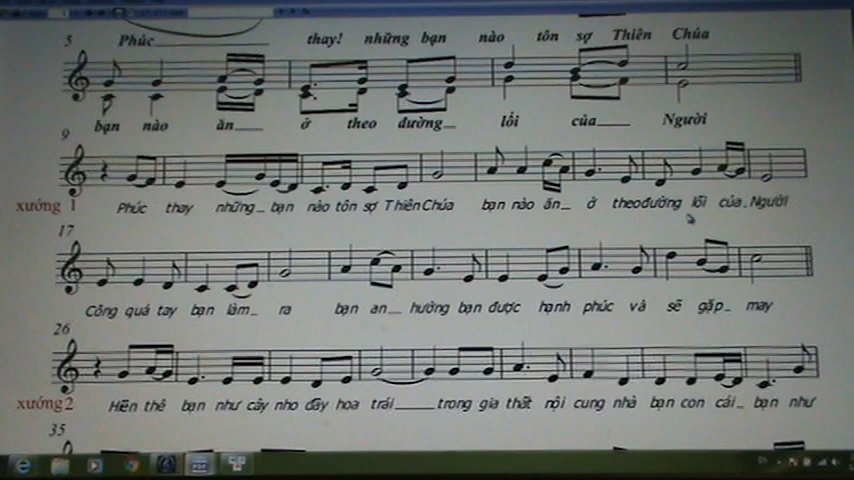 5 Phúc thay! những bạn nào tôn sợ Thiên Chúa
bạn nào ăn ở theo đường lối của Người
9
xướng 1 Phúc thay những bạn nào tôn sợ Thiên Chúa bạn nào ăn ở theo đường lối của Người
17
Công quả tay bạn làm ra bạn an hưởng bạn được hạnh phúc và sẽ gặp may
26
xướng 2 Hiền thê bạn như cây nho đầy hoa trái trong gia thất nội cung nhà bạn con cái bạn như
35